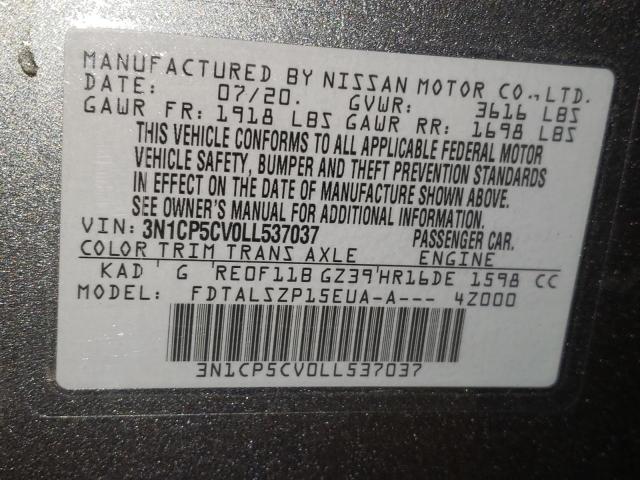 MANUFACTURED BY NISSAN MOTOR CO.,LTD.
DATE: 07/20. GVWR: 3616 LBS
GAWR FR: 1918 LBS GAWR RR: 1698 LBS
THIS VEHICLE CONFORMS TO ALL APPLICABLE FEDERAL MOTOR
VEHICLE SAFETY, BUMPER AND THEFT PREVENTION STANDARDS
IN EFFECT ON THE DATE OF MANUFACTURE SHOWN ABOVE.
SEE OWNER'S MANUAL FOR ADDITIONAL INFORMATION.
VIN: 3N1CP5CV0LL537037 PASSENGER CAR.
COLOR TRIM TRANS AXLE ENGINE
KAD G RE0F11B GZ39 HR16DE 1598 CC
MODEL: FDTALSZP15EUA-A--- 4Z000
3N1CP5CV0LL537037